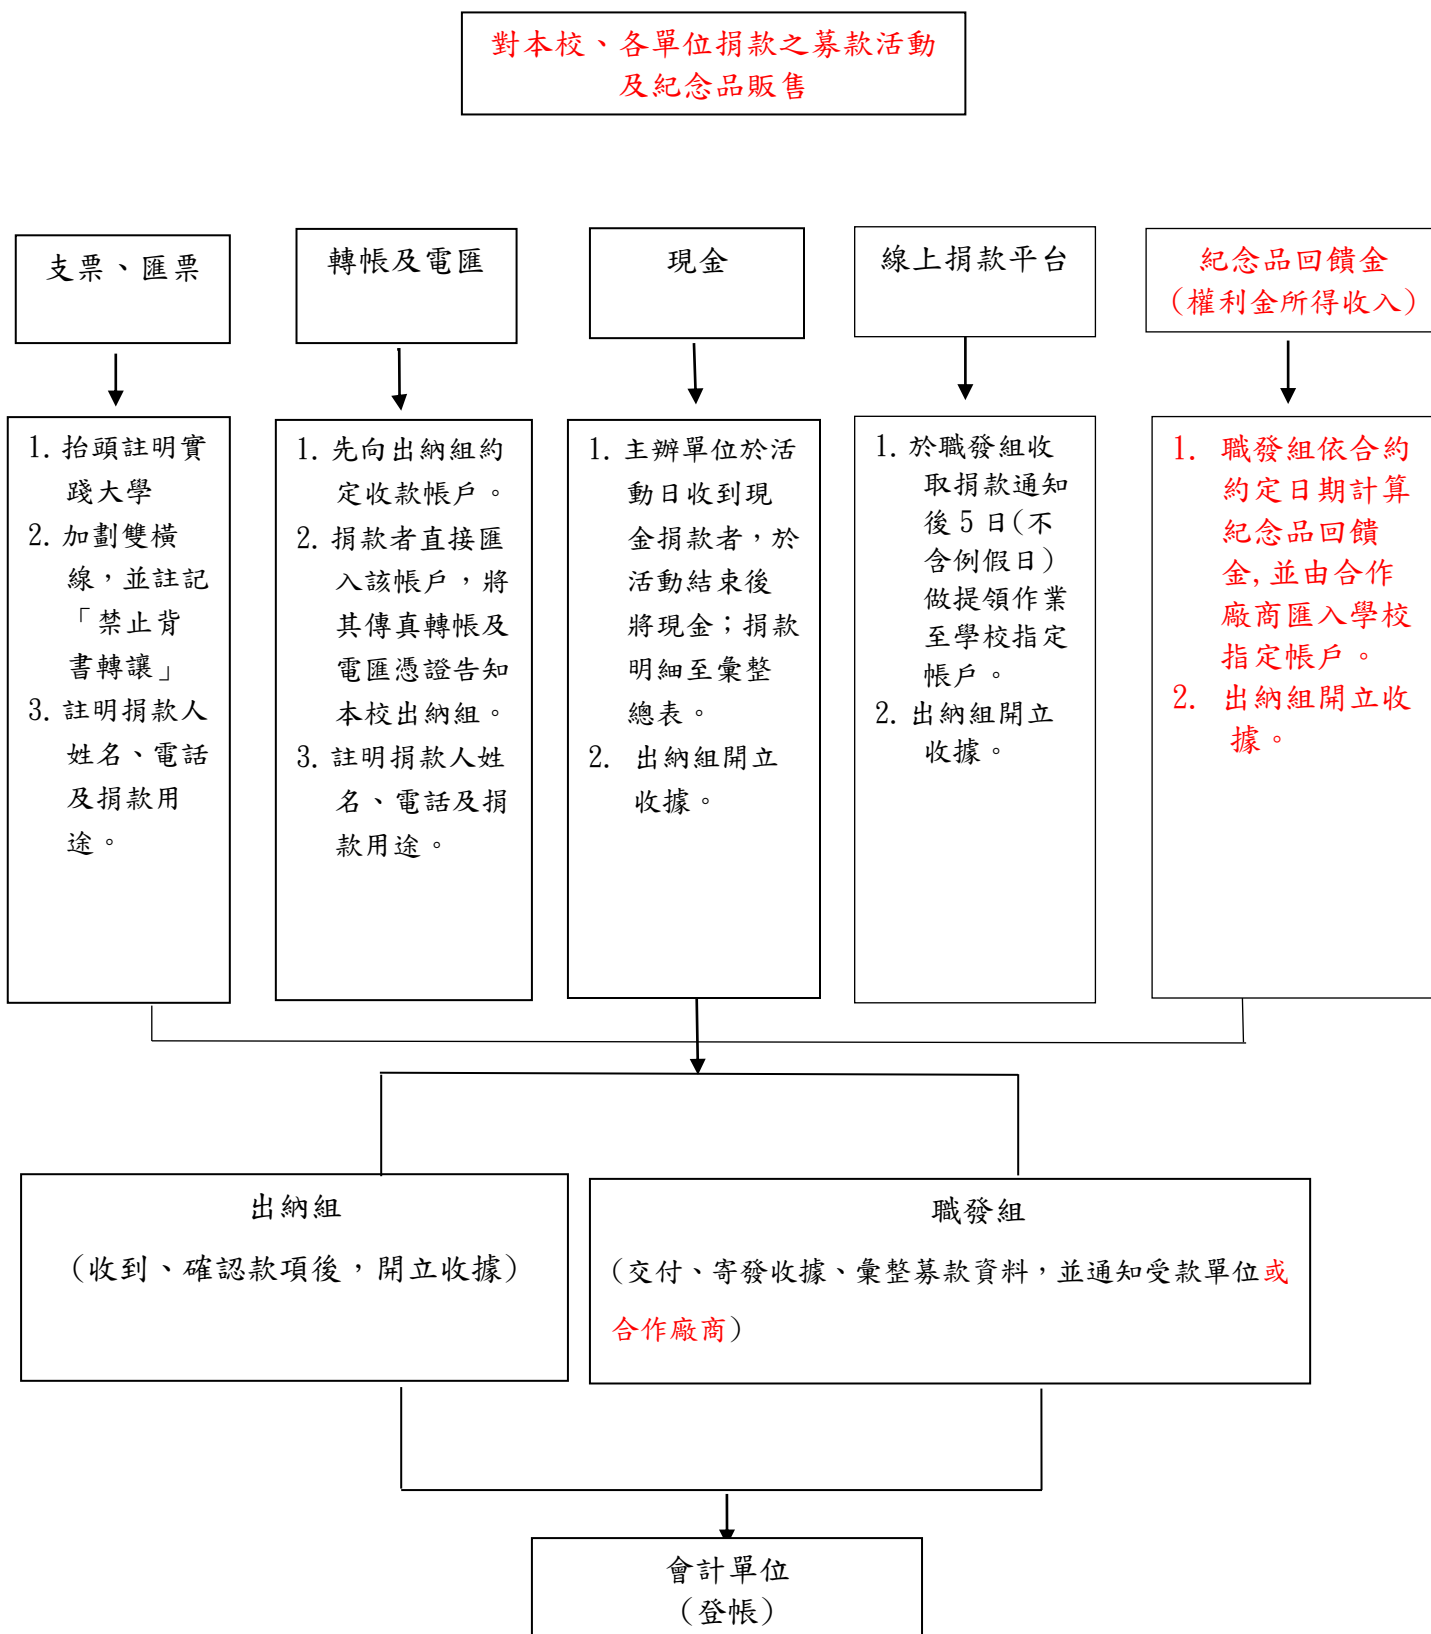 對本校、各單位捐款之募款活動
及紀念品販售
支票、匯票
轉帳及電匯
現金
線上捐款平台
紀念品回饋金
(權利金所得收入)
1. 抬頭註明實
踐大學
2. 加劃雙橫
線，並註記
「禁止背
書轉讓」
3. 註明捐款人
姓名、電話
及捐款用
途。
1. 先向出納組約
定收款帳戶。
2. 捐款者直接匯
入該帳戶，將
其傳真轉帳及
電匯憑證告知
本校出納組。
3. 註明捐款人姓
名、電話及捐
款用途。
1. 主辦單位於活
動日收到現
金捐款者，於
活動結束後
將現金；捐款
明細至彙整
總表。
2. 出納組開立
收據。
1. 於職發組收
取捐款通知
後 5 日(不
含例假日)
做提領作業
至學校指定
帳戶。
2. 出納組開立
收據。
1. 職發組依合約
約定日期計算
紀念品回饋
金,並由合作
廠商匯入學校
指定帳戶。
2. 出納組開立收
據。
出納組
(收到、確認款項後，開立收據)
職發組
(交付、寄發收據、彙整募款資料，並通知受款單位或
合作廠商)
會計單位
(登帳)